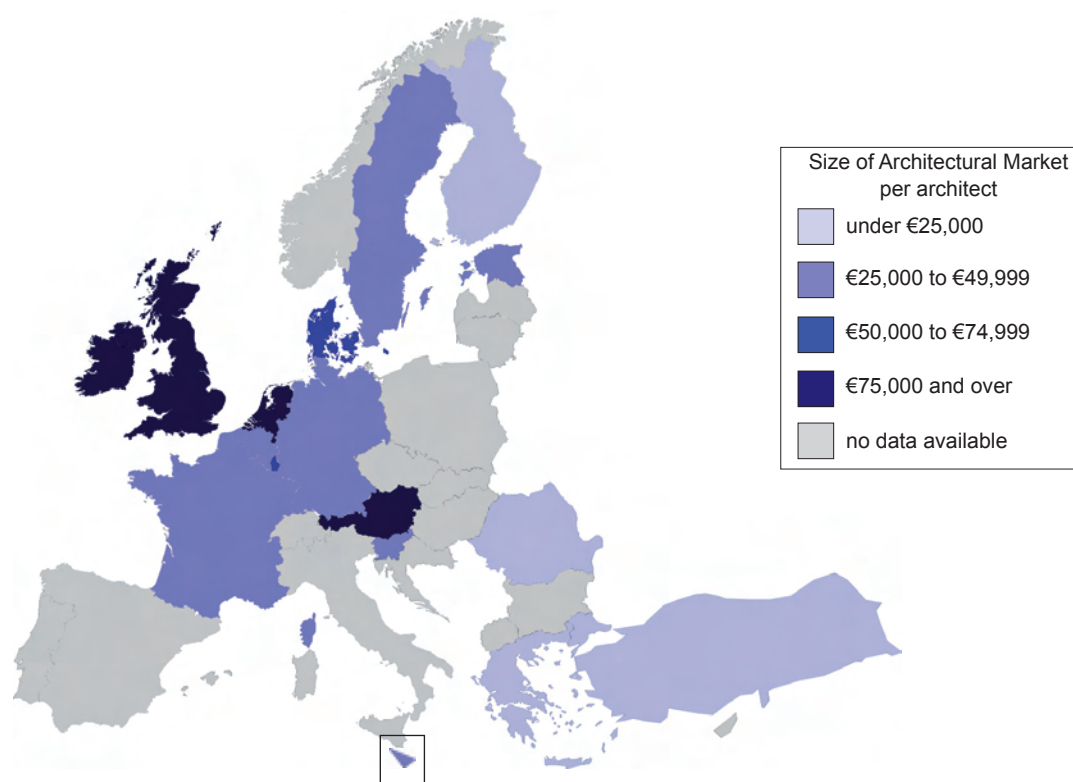 Size of Architectural Market
per architect
under €25,000
€25,000 to €49,999
€50,000 to €74,999
€75,000 and over
no data available